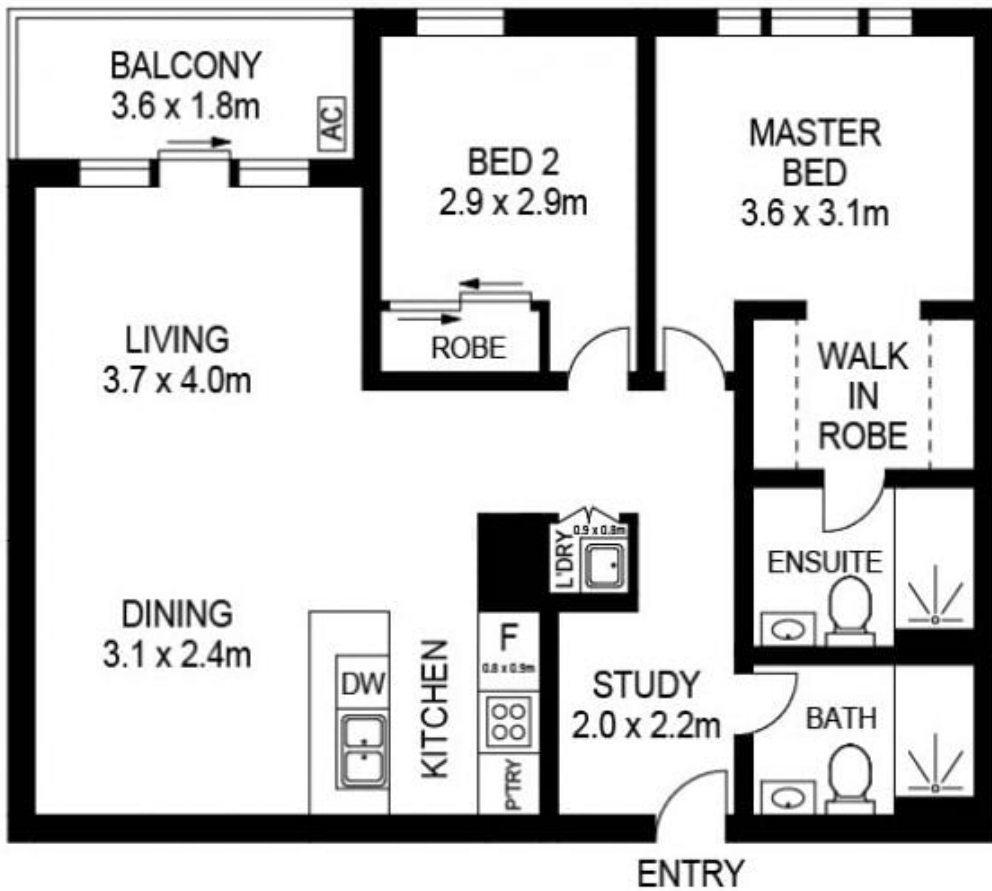 BALCONY
3.6 x 1.8m
AC
BED 2
2.9 x 2.9m
MASTER
BED
3.6 x 3.1m
LIVING
3.7 x 4.0m
ROBE
WALK
IN
ROBE
L'DRY
0.9 x 0.8m
ENSUITE
DINING
3.1 x 2.4m
DW
KITCHEN
F
0.8 x 0.9m
P'TRY
STUDY
2.0 x 2.2m
BATH
ENTRY